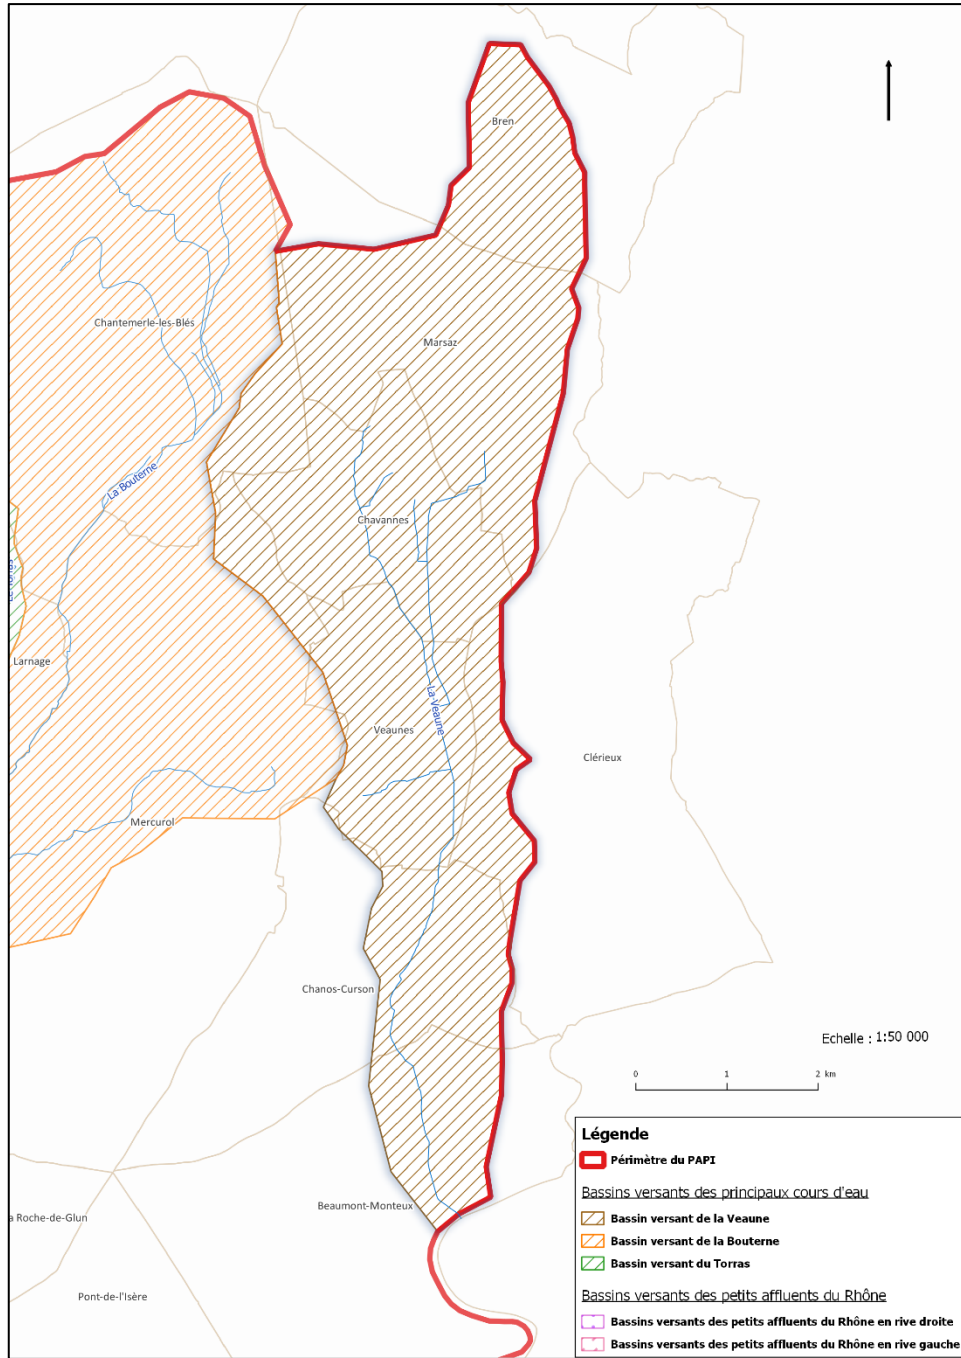 Bren
Chantemerle-les-Blés
Marsaz
La Bouterne
Chavannes
Larnage
La Veaune
Veaunes
Clérieux
Mercurol
Chanos-Curson
Echelle : 1:50 000
0 1 2 km
Beaumont-Monteux
a Roche-de-Glun
Pont-de-l'Isère
Légende
Périmètre du PAPI
Bassins versants des principaux cours d'eau
Bassin versant de la Veaune
Bassin versant de la Bouterne
Bassin versant du Torras
Bassins versants des petits affluents du Rhône
Bassins versants des petits affluents du Rhône en rive droite
Bassins versants des petits affluents du Rhône en rive gauche